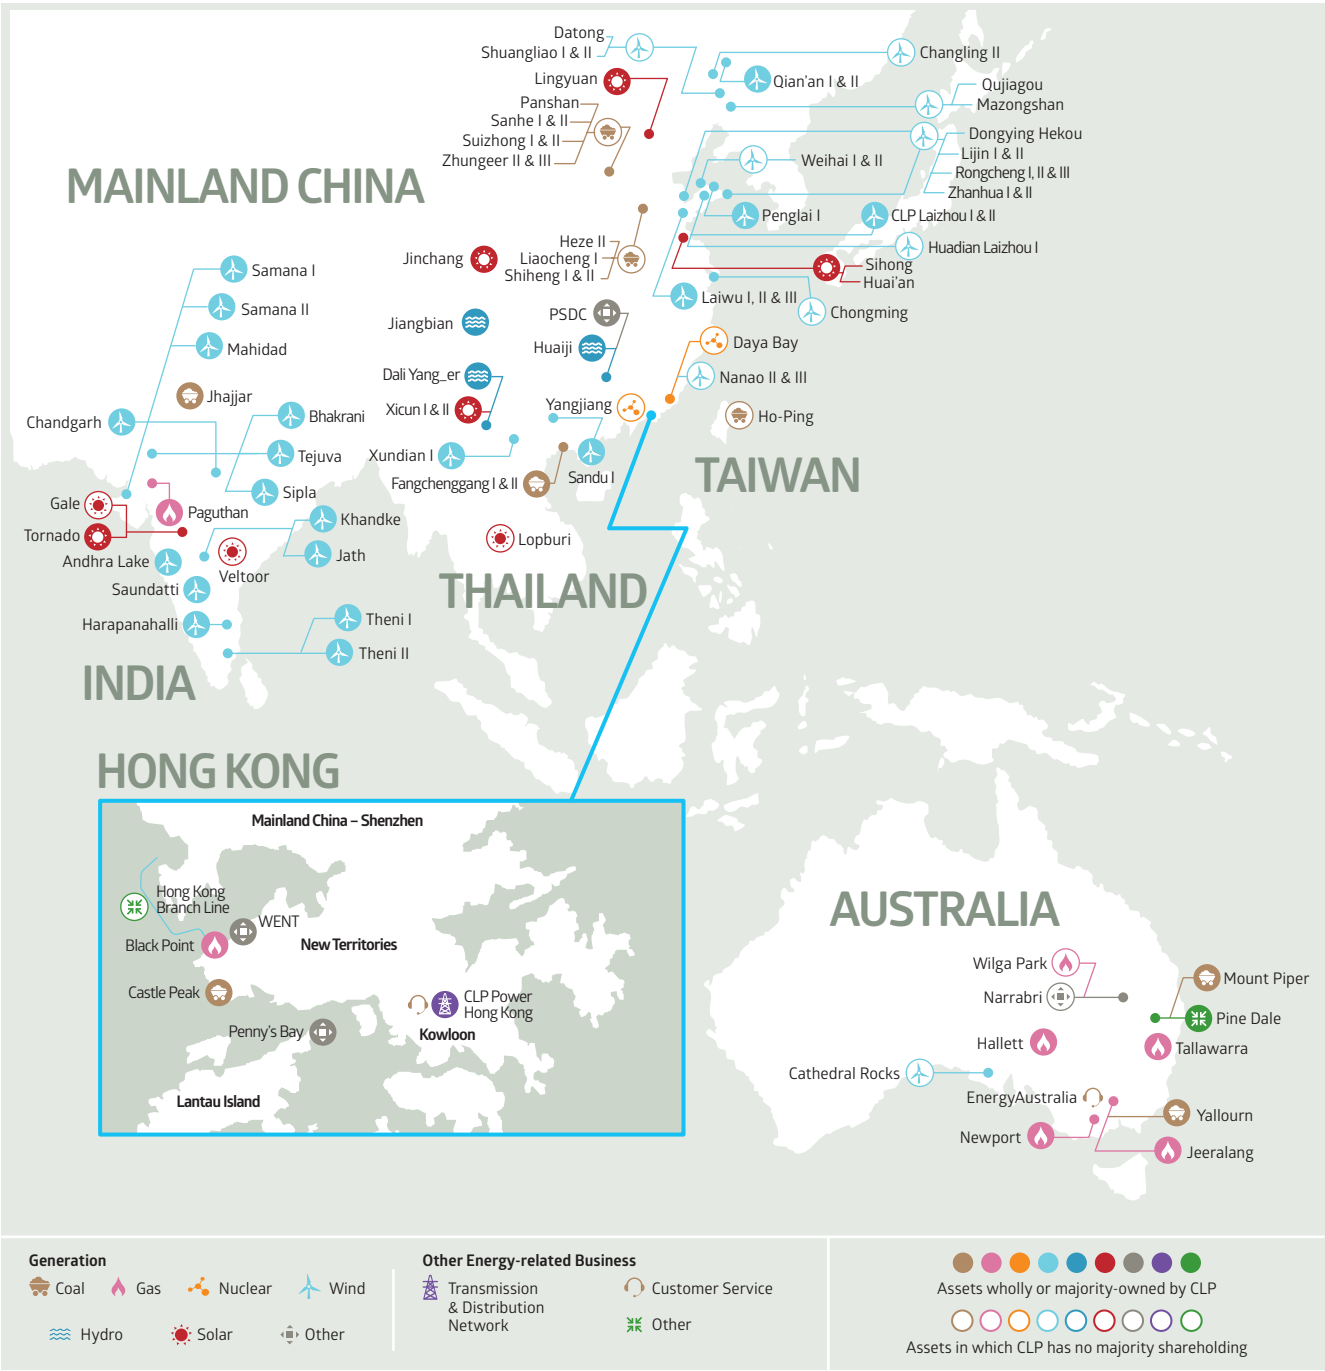 Datong
Shuangliao I & II
Lingyuan
Panshan
Sanhe I & II
Suizhong I & II
Zhungeer II & III
Changling II
Qian'an I & II
Qujiagou
Mazongshan
Dongying Hekou
Lijin I & II
Rongcheng I, II & III
Zhanhua I & II
Weihai I & II
Penglai I
CLP Laizhou I & II
Huadian Laizhou I
MAINLAND CHINA
Heze II
Liaocheng I
Shiheng I & II
Jinchang
Sihong
Huai'an
Laiwu I, II & III
Chongming
Samana I
Samana II
Mahidad
Jhajjar
Chandgarh
Bhakrani
Tejuva
Sipla
Jiangbian
PSDC
Huaiji
Dali Yang_er
Xicun I & II
Yangjiang
Xundian I
Fangchenggang I & II
Sandu I
Daya Bay
Nanao II & III
Ho-Ping
TAIWAN
Gale
Tornado
Paguthan
Khandke
Jath
Andhra Lake
Veltoor
Saundatti
Harapanahalli
Theni I
Theni II
Lopburi
THAILAND
INDIA
HONG KONG
Mainland China – Shenzhen
Hong Kong
Branch Line
WENT
Black Point
New Territories
Castle Peak
CLP Power
Hong Kong
Penny's Bay
Kowloon
Lantau Island
AUSTRALIA
Wilga Park
Narrabri
Mount Piper
Pine Dale
Hallett
Tallawarra
Cathedral Rocks
EnergyAustralia
Yallourn
Newport
Jeeralang
Generation
Coal
Gas
Nuclear
Wind
Hydro
Solar
Other
Other Energy-related Business
Transmission
& Distribution
Network
Customer Service
Other
Assets wholly or majority-owned by CLP
Assets in which CLP has no majority shareholding